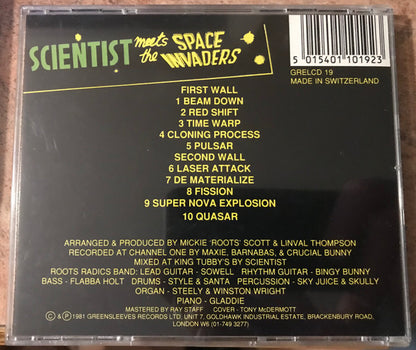 SCIENTIST meets the SPACE INVADERS
5 015401 101923
GRELCD 19
MADE IN SWITZERLAND
FIRST WALL
1 BEAM DOWN
2 RED SHIFT
3 TIME WARP
4 CLONING PROCESS
5 PULSAR
SECOND WALL
6 LASER ATTACK
7 DE MATERIALIZE
8 FISSION
9 SUPER NOVA EXPLOSION
10 QUASAR
ARRANGED & PRODUCED BY MICKIE 'ROOTS' SCOTT & LINVAL THOMPSON
RECORDED AT CHANNEL ONE BY MAXIE, BARNABAS, & CRUCIAL BUNNY
MIXED AT KING TUBBY'S BY SCIENTIST
ROOTS RADICS BAND: LEAD GUITAR - SOWELL RHYTHM GUITAR - BINGY BUNNY
BASS - FLABBA HOLT DRUMS - STYLE & SANTA PERCUSSION - SKY JUICE & SKULLY
ORGAN - STEELY & WINSTON WRIGHT
PIANO - GLADDIE
MASTERED BY RAY STAFF COVER - TONY McDERMOTT
© & ℗ 1981 GREENSLEEVES RECORDS LTD. UNIT 7, GOLDHAWK INDUSTRIAL ESTATE, BRACKENBURY ROAD,
LONDON W6 (01-749 3277)